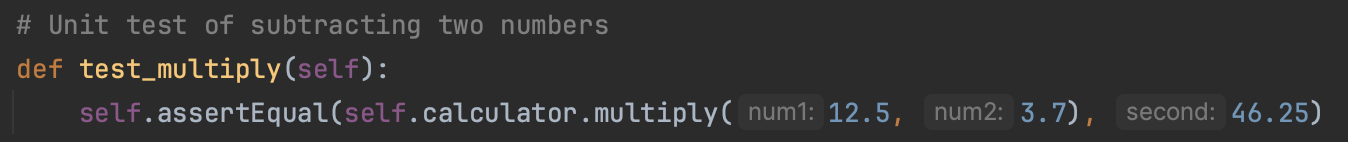 # Unit test of subtracting two numbers
def test_multiply(self):
    self.assertEqual(self.calculator.multiply( num1: 12.5, num2: 3.7), second: 46.25)